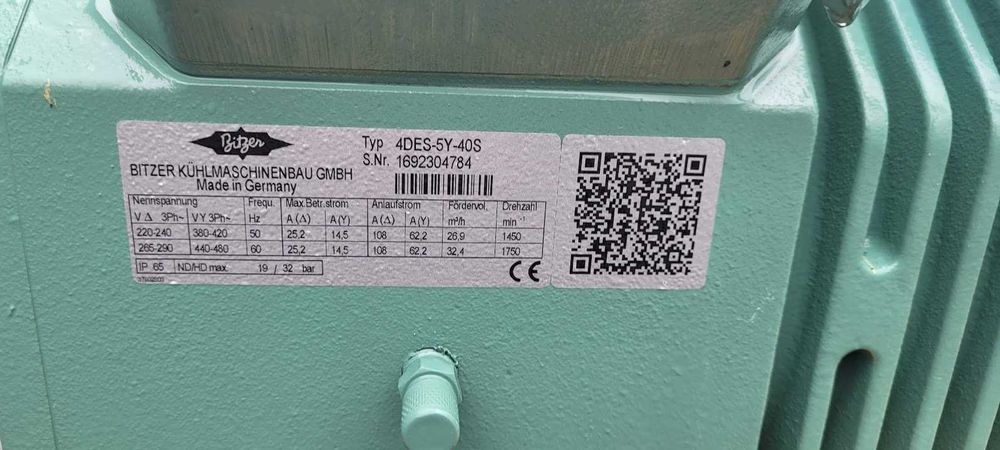 Bitzer
BITZER KÜHLMASCHINENBAU GMBH
Made in Germany
Typ 4DES-5Y-40S
S.Nr. 1692304784
Nennspannung Frequ. Max.Betr.strom Anlaufstrom Fördervol. Drehzahl
V Δ 3Ph~ V Y 3Ph~ Hz A (Δ) A (Y) A (Δ) A (Y) m³/h min⁻¹
220-240 380-420 50 25,2 14,5 108 62,2 26,9 1450
265-290 440-480 60 25,2 14,5 108 62,2 32,4 1750
IP 65 ND/HD max. 19 / 32 bar
CE